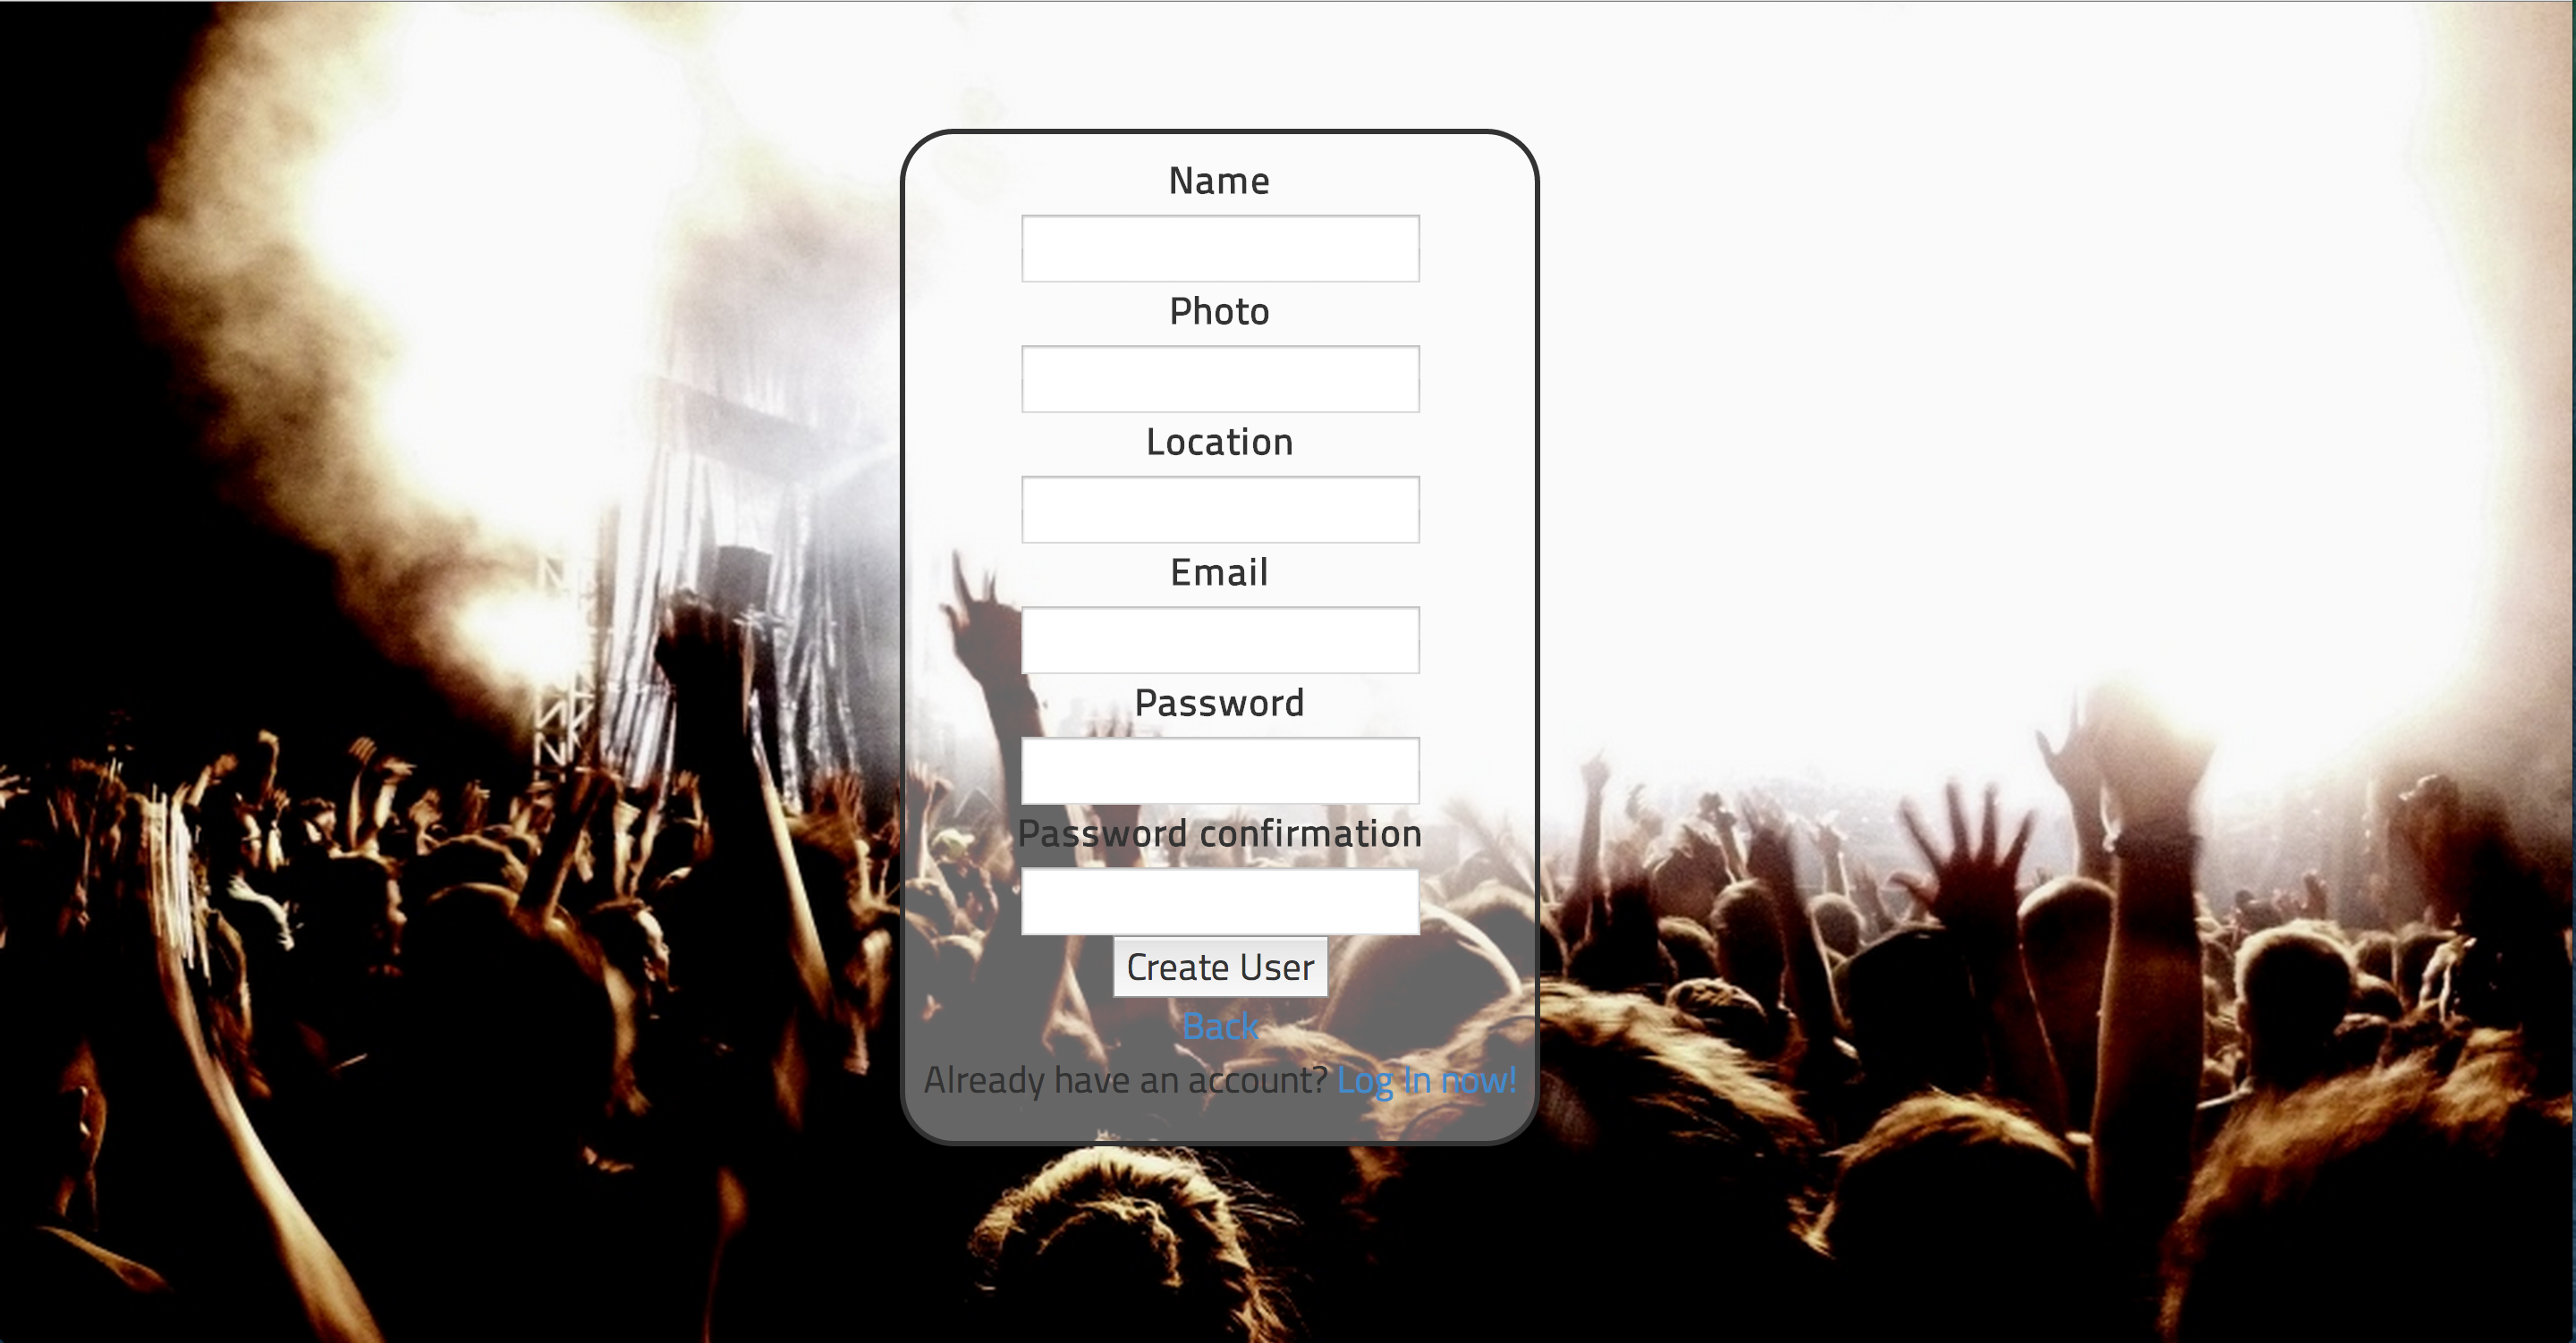 Name
Photo
Location
Email
Password
Password confirmation
Create User
Back
Already have an account? Log In now!